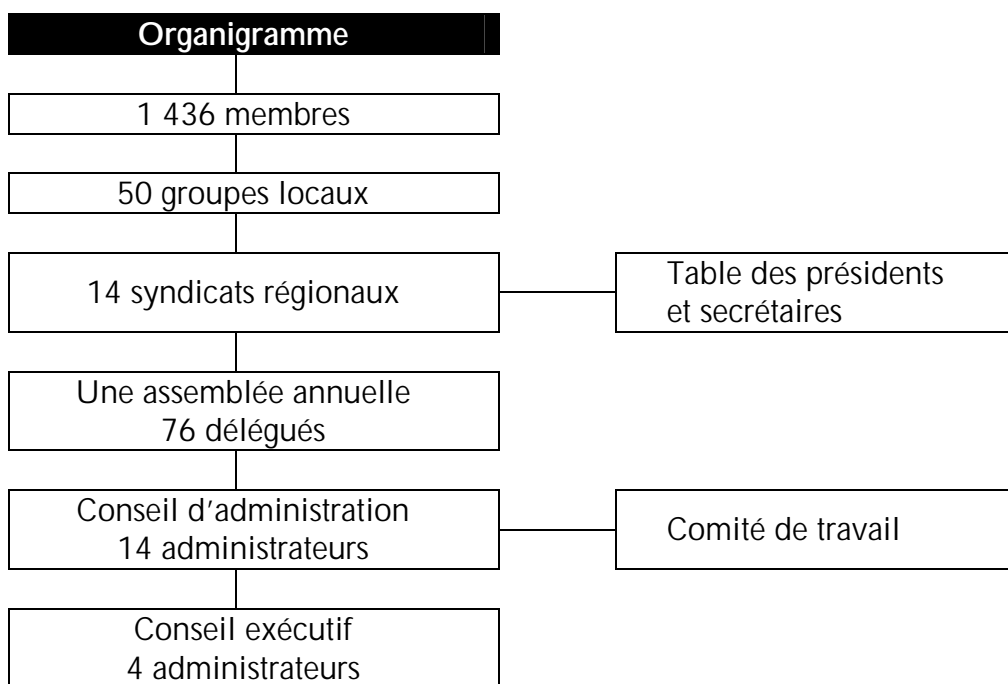 Organigramme
1 436 membres
50 groupes locaux
14 syndicats régionaux
Table des présidents
et secrétaires
Une assemblée annuelle
76 délégués
Conseil d’administration
14 administrateurs
Comité de travail
Conseil exécutif
4 administrateurs